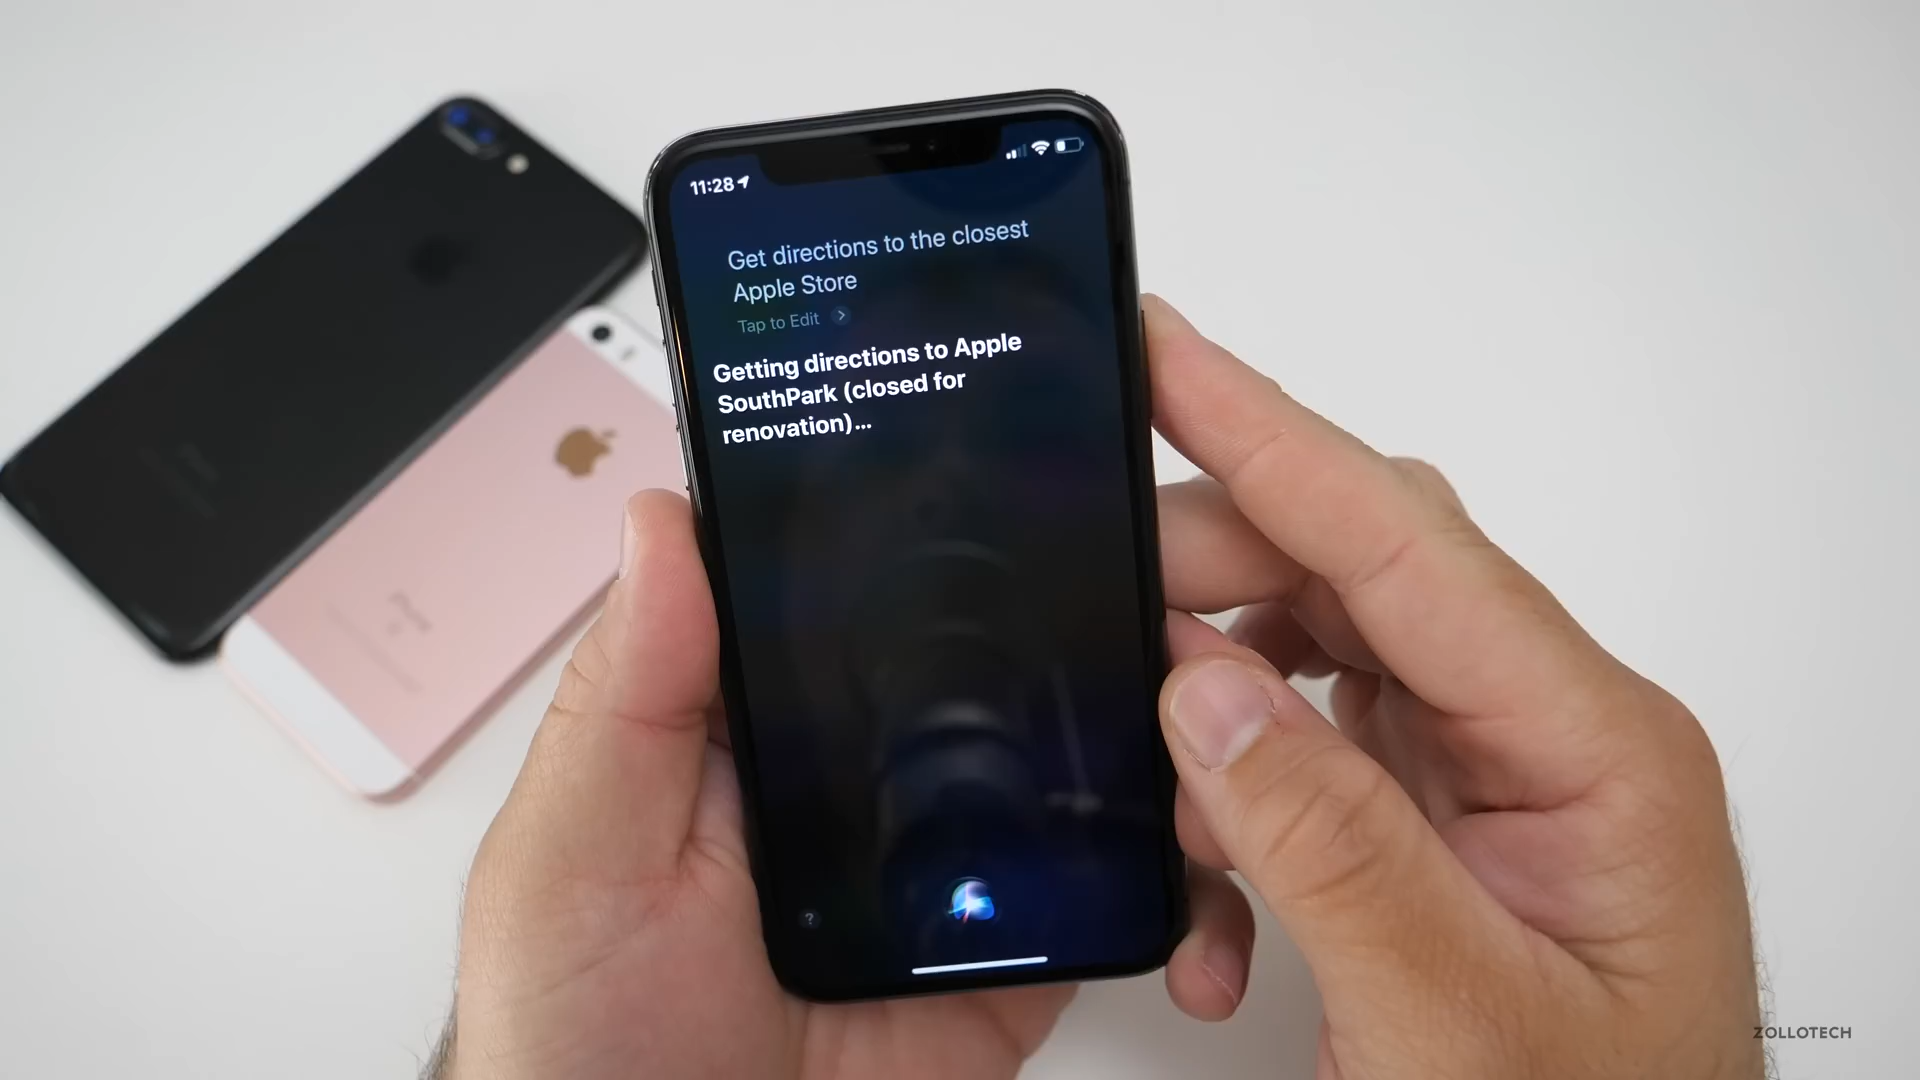 11:28
Get directions to the closest
Apple Store
Tap to Edit
Getting directions to Apple
SouthPark (closed for
renovation)...
?
iPhone
ZOLLOTECH